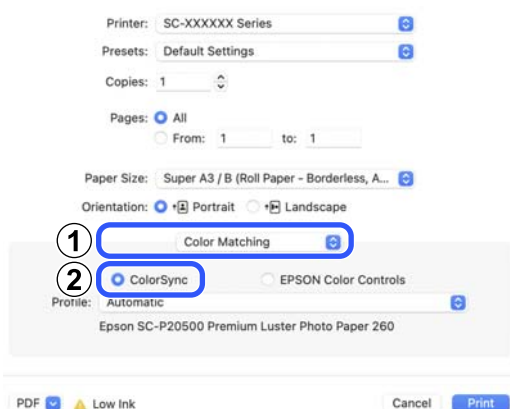 Printer: SC-XXXXXX Series
Presets: Default Settings
Copies: 1
Pages: All
From: 1 to: 1
Paper Size: Super A3 / B (Roll Paper - Borderless, A...
Orientation: Portrait Landscape
1 Color Matching
2 ColorSync EPSON Color Controls
Profile: Automatic
Epson SC-P20500 Premium Luster Photo Paper 260
PDF Low Ink Cancel Print